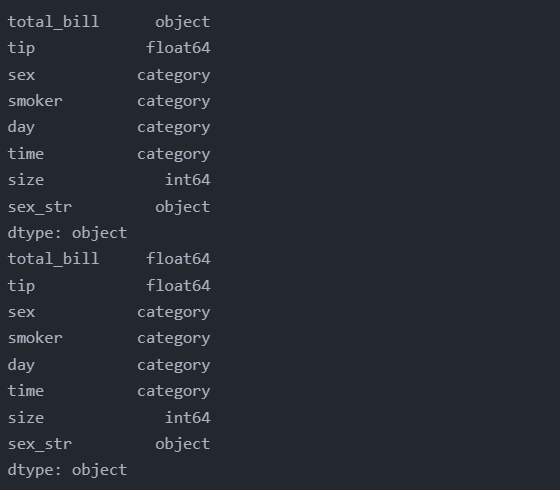 total_bill      object
tip            float64
sex           category
smoker        category
day           category
time          category
size             int64
sex_str         object
dtype: object
total_bill     float64
tip            float64
sex           category
smoker        category
day           category
time          category
size             int64
sex_str         object
dtype: object